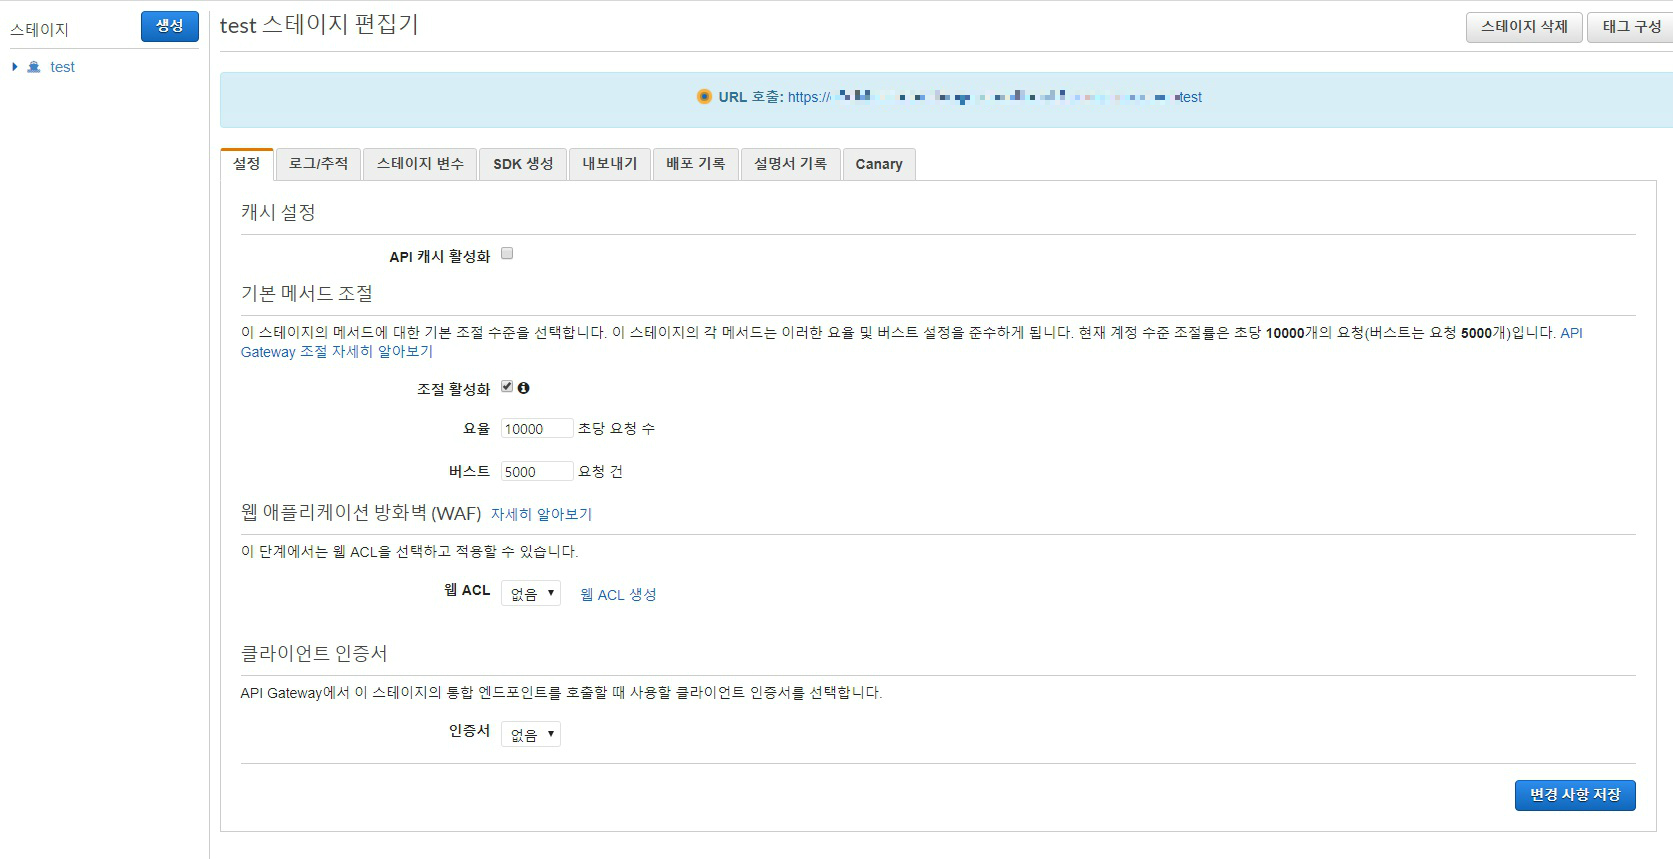 스테이지
생성
test
test 스테이지 편집기
스테이지 삭제
태그 구성
URL 호출: https:// test
설정
로그/추적
스테이지 변수
SDK 생성
내보내기
배포 기록
설명서 기록
Canary
캐시 설정
API 캐시 활성화
기본 메서드 조절
이 스테이지의 메서드에 대한 기본 조절 수준을 선택합니다. 이 스테이지의 각 메서드는 이러한 요율 및 버스트 설정을 준수하게 됩니다. 현재 계정 수준 조절률은 초당 10000개의 요청(버스트는 요청 5000개)입니다. API
Gateway 조절 자세히 알아보기
조절 활성화
요율 10000 초당 요청 수
버스트 5000 요청 건
웹 애플리케이션 방화벽 (WAF) 자세히 알아보기
이 단계에서는 웹 ACL을 선택하고 적용할 수 있습니다.
웹 ACL 없음 웹 ACL 생성
클라이언트 인증서
API Gateway에서 이 스테이지의 통합 엔드포인트를 호출할 때 사용할 클라이언트 인증서를 선택합니다.
인증서 없음
변경 사항 저장